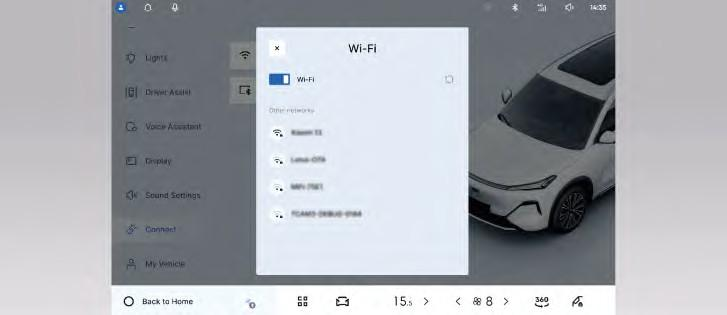 14:35
Wi-Fi
Wi-Fi
Other networks
Lights
Driver Assist
Voice Assistant
Display
Sound Settings
Connect
My Vehicle
Back to Home
15.5
8
360